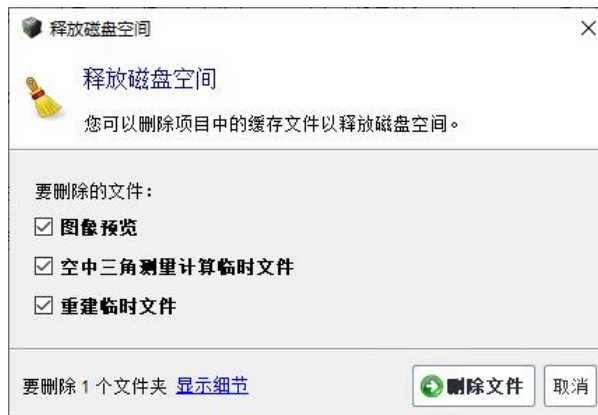 释放磁盘空间
释放磁盘空间
您可以删除项目中的缓存文件以释放磁盘空间。
要删除的文件：
图像预览
空中三角测量计算临时文件
重建临时文件
要删除 1 个文件夹 显示细节
删除文件
取消